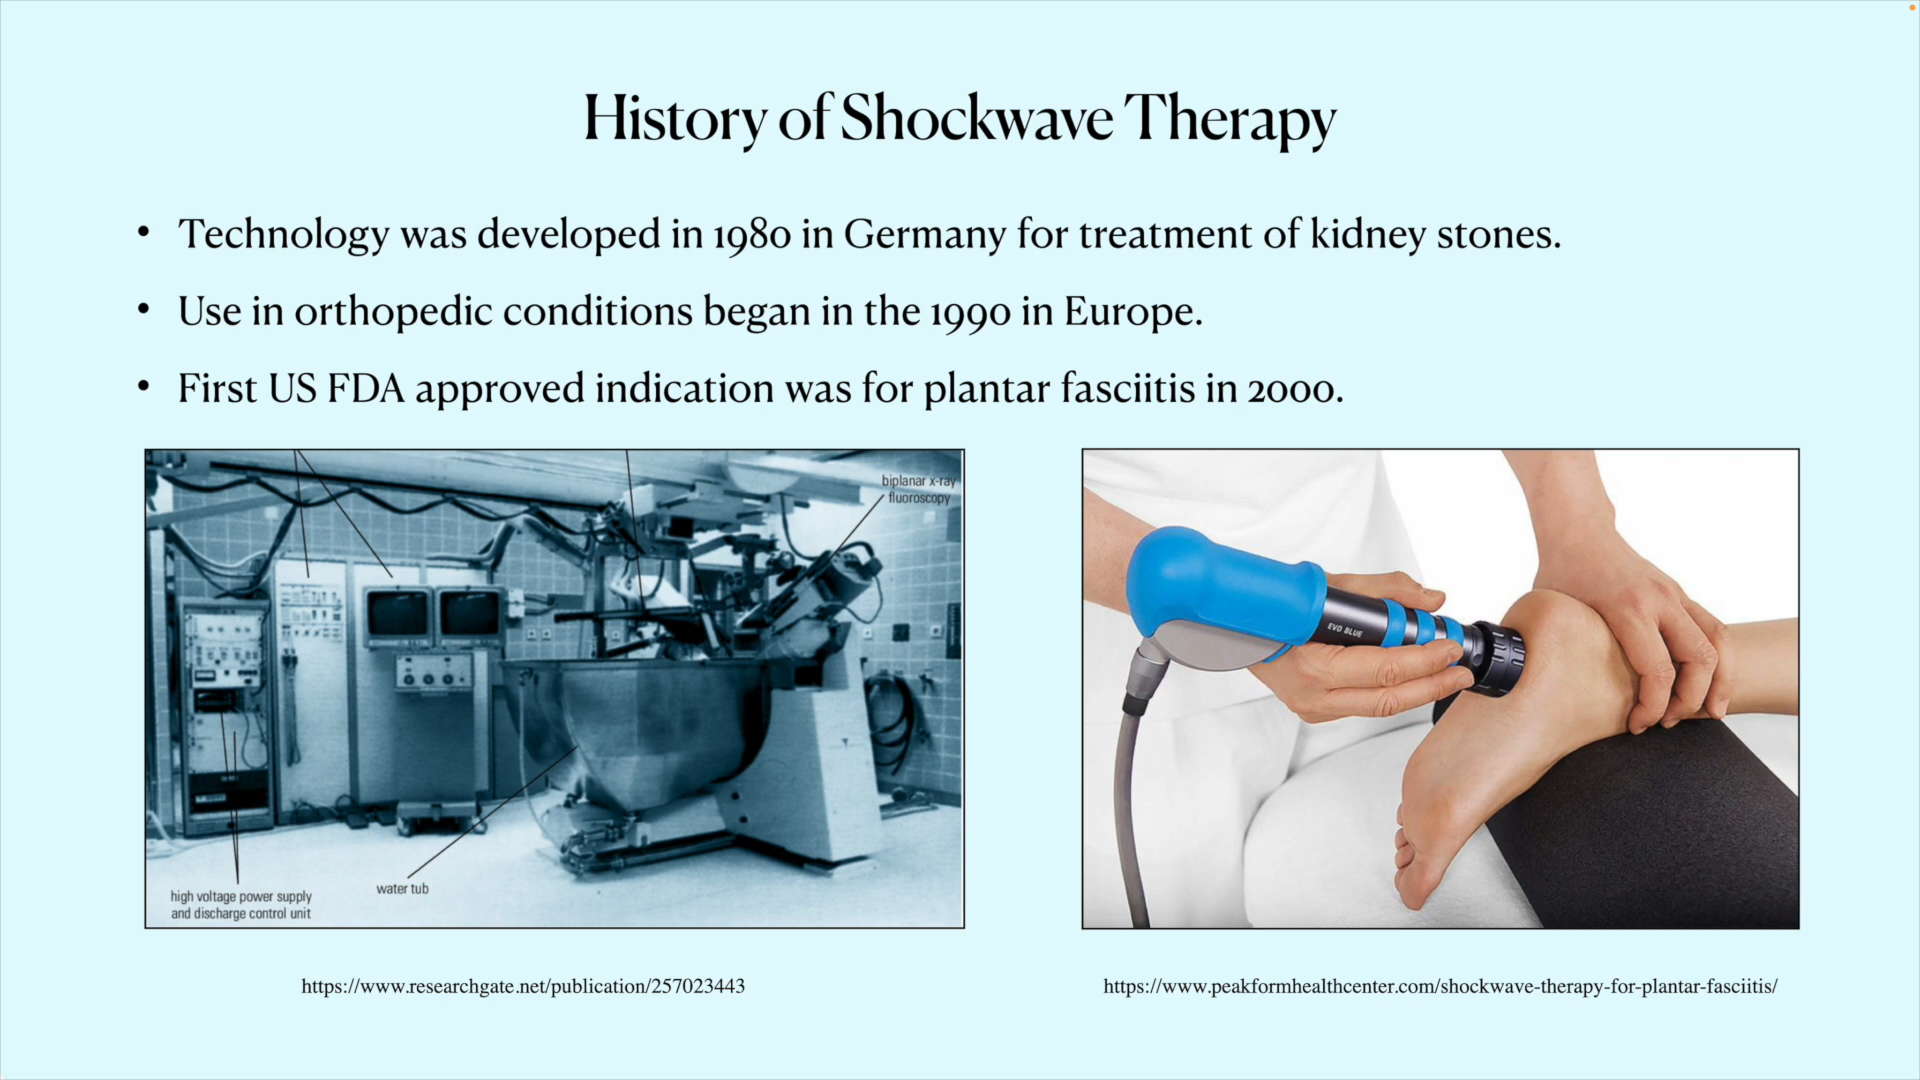 History of Shockwave Therapy
• Technology was developed in 1980 in Germany for treatment of kidney stones.
• Use in orthopedic conditions began in the 1990 in Europe.
• First US FDA approved indication was for plantar fasciitis in 2000.
biplanar x-ray
fluoroscopy
high voltage power supply
and discharge control unit
water tub
EVO BLUE
https://www.researchgate.net/publication/257023443
https://www.peakformhealthcenter.com/shockwave-therapy-for-plantar-fasciitis/